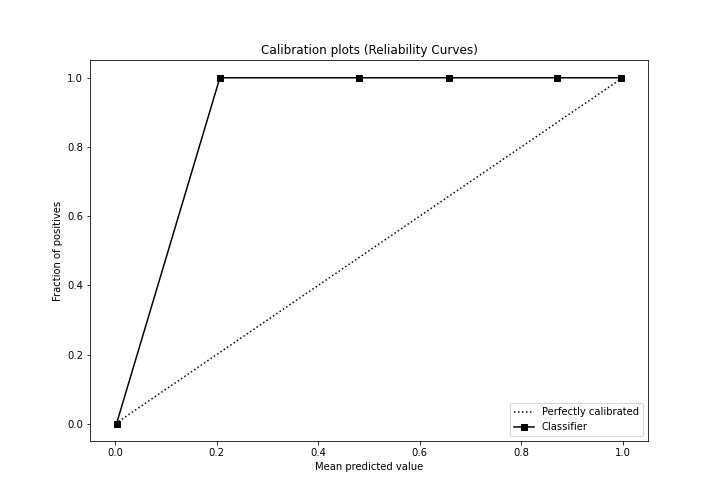 Calibration plots (Reliability Curves)
1.0
0.8
0.6
0.4
0.2
0.0
Fraction of positives
0.0 0.2 0.4 0.6 0.8 1.0
Mean predicted value
Perfectly calibrated
Classifier